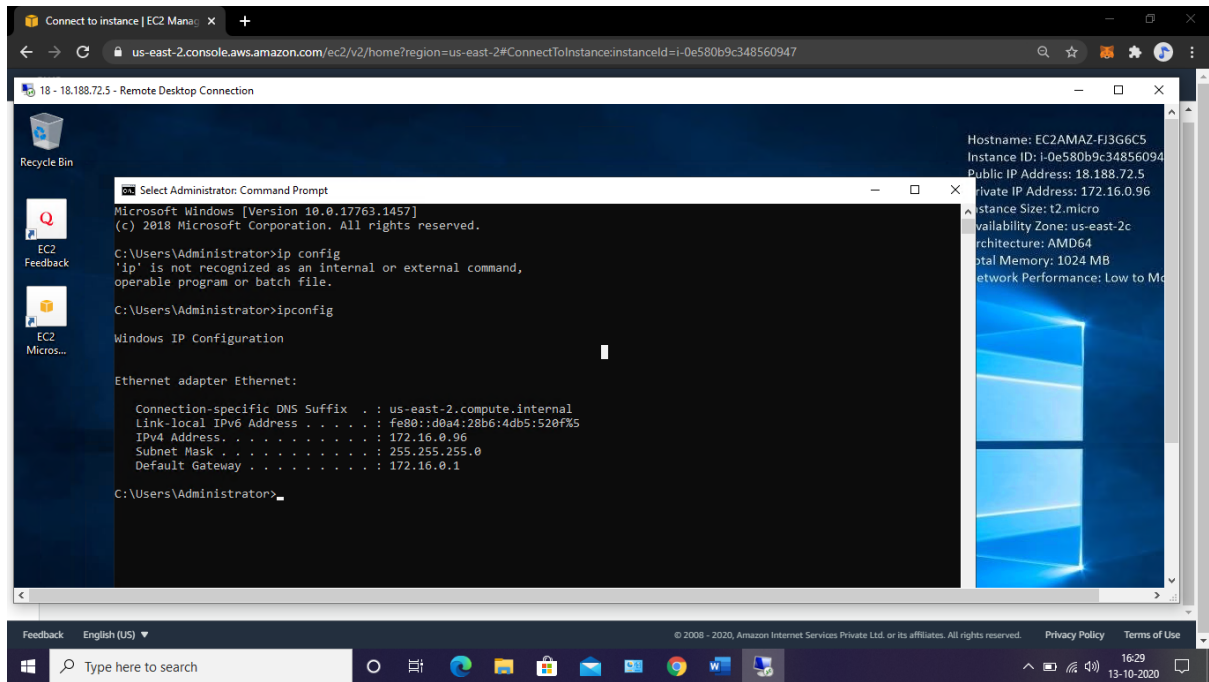 Connect to instance | EC2 Manag
us-east-2.console.aws.amazon.com/ec2/v2/home?region=us-east-2#ConnectToInstance:instanceId=i-0e580b9c348560947
18 - 18.188.72.5 - Remote Desktop Connection
Recycle Bin
EC2
Feedback
EC2
Micros...
Hostname: EC2AMAZ-FJ3G6C5
Instance ID: i-0e580b9c34856094
Public IP Address: 18.188.72.5
rivate IP Address: 172.16.0.96
nstance Size: t2.micro
vailability Zone: us-east-2c
rchitecture: AMD64
otal Memory: 1024 MB
etwork Performance: Low to Mo
Select Administrator: Command Prompt
Microsoft Windows [Version 10.0.17763.1457]
(c) 2018 Microsoft Corporation. All rights reserved.
C:\Users\Administrator>ip config
'ip' is not recognized as an internal or external command,
operable program or batch file.
C:\Users\Administrator>ipconfig
Windows IP Configuration
Ethernet adapter Ethernet:
Connection-specific DNS Suffix  . : us-east-2.compute.internal
Link-local IPv6 Address . . . . . : fe80::d0a4:28b6:4db5:520f%5
IPv4 Address. . . . . . . . . . . : 172.16.0.96
Subnet Mask . . . . . . . . . . . : 255.255.255.0
Default Gateway . . . . . . . . . : 172.16.0.1
C:\Users\Administrator>
Feedback English (US) © 2008 - 2020, Amazon Internet Services Private Ltd. or its affiliates. All rights reserved. Privacy Policy Terms of Use
Type here to search
16:29
13-10-2020